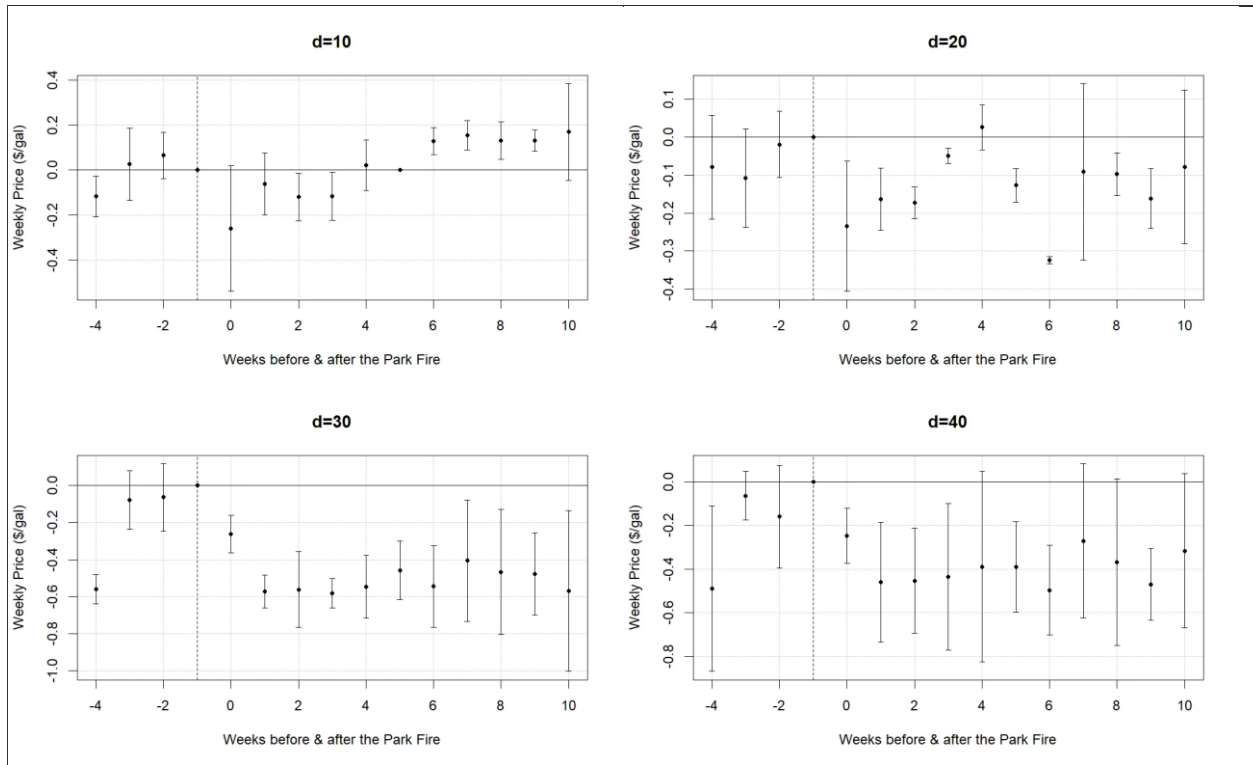 d=10
Weekly Price ($/gal)
0.4
0.2
0.0
-0.2
-0.4
-4 -2 0 2 4 6 8 10
Weeks before & after the Park Fire
d=20
Weekly Price ($/gal)
0.1
0.0
-0.1
-0.2
-0.3
-0.4
-4 -2 0 2 4 6 8 10
Weeks before & after the Park Fire
d=30
Weekly Price ($/gal)
0.0
-0.2
-0.4
-0.6
-0.8
-1.0
-4 -2 0 2 4 6 8 10
Weeks before & after the Park Fire
d=40
Weekly Price ($/gal)
0.0
-0.2
-0.4
-0.6
-0.8
-4 -2 0 2 4 6 8 10
Weeks before & after the Park Fire